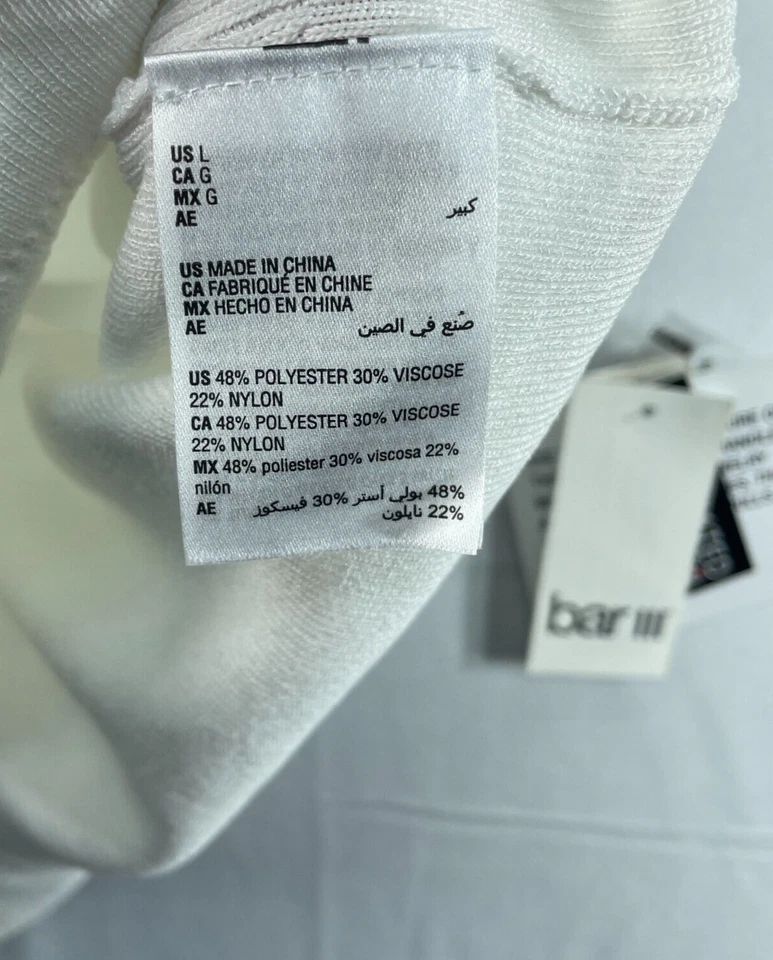 US L
CA G
MX G
AE كبير
US MADE IN CHINA
CA FABRIQUÉ EN CHINE
MX HECHO EN CHINA
AE صُنع في الصين
US 48% POLYESTER 30% VISCOSE
22% NYLON
CA 48% POLYESTER 30% VISCOSE
22% NYLON
MX 48% poliester 30% viscosa 22%
nilón
AE 48% بولي أستر 30% فيسكوز
22% نايلون
bar III